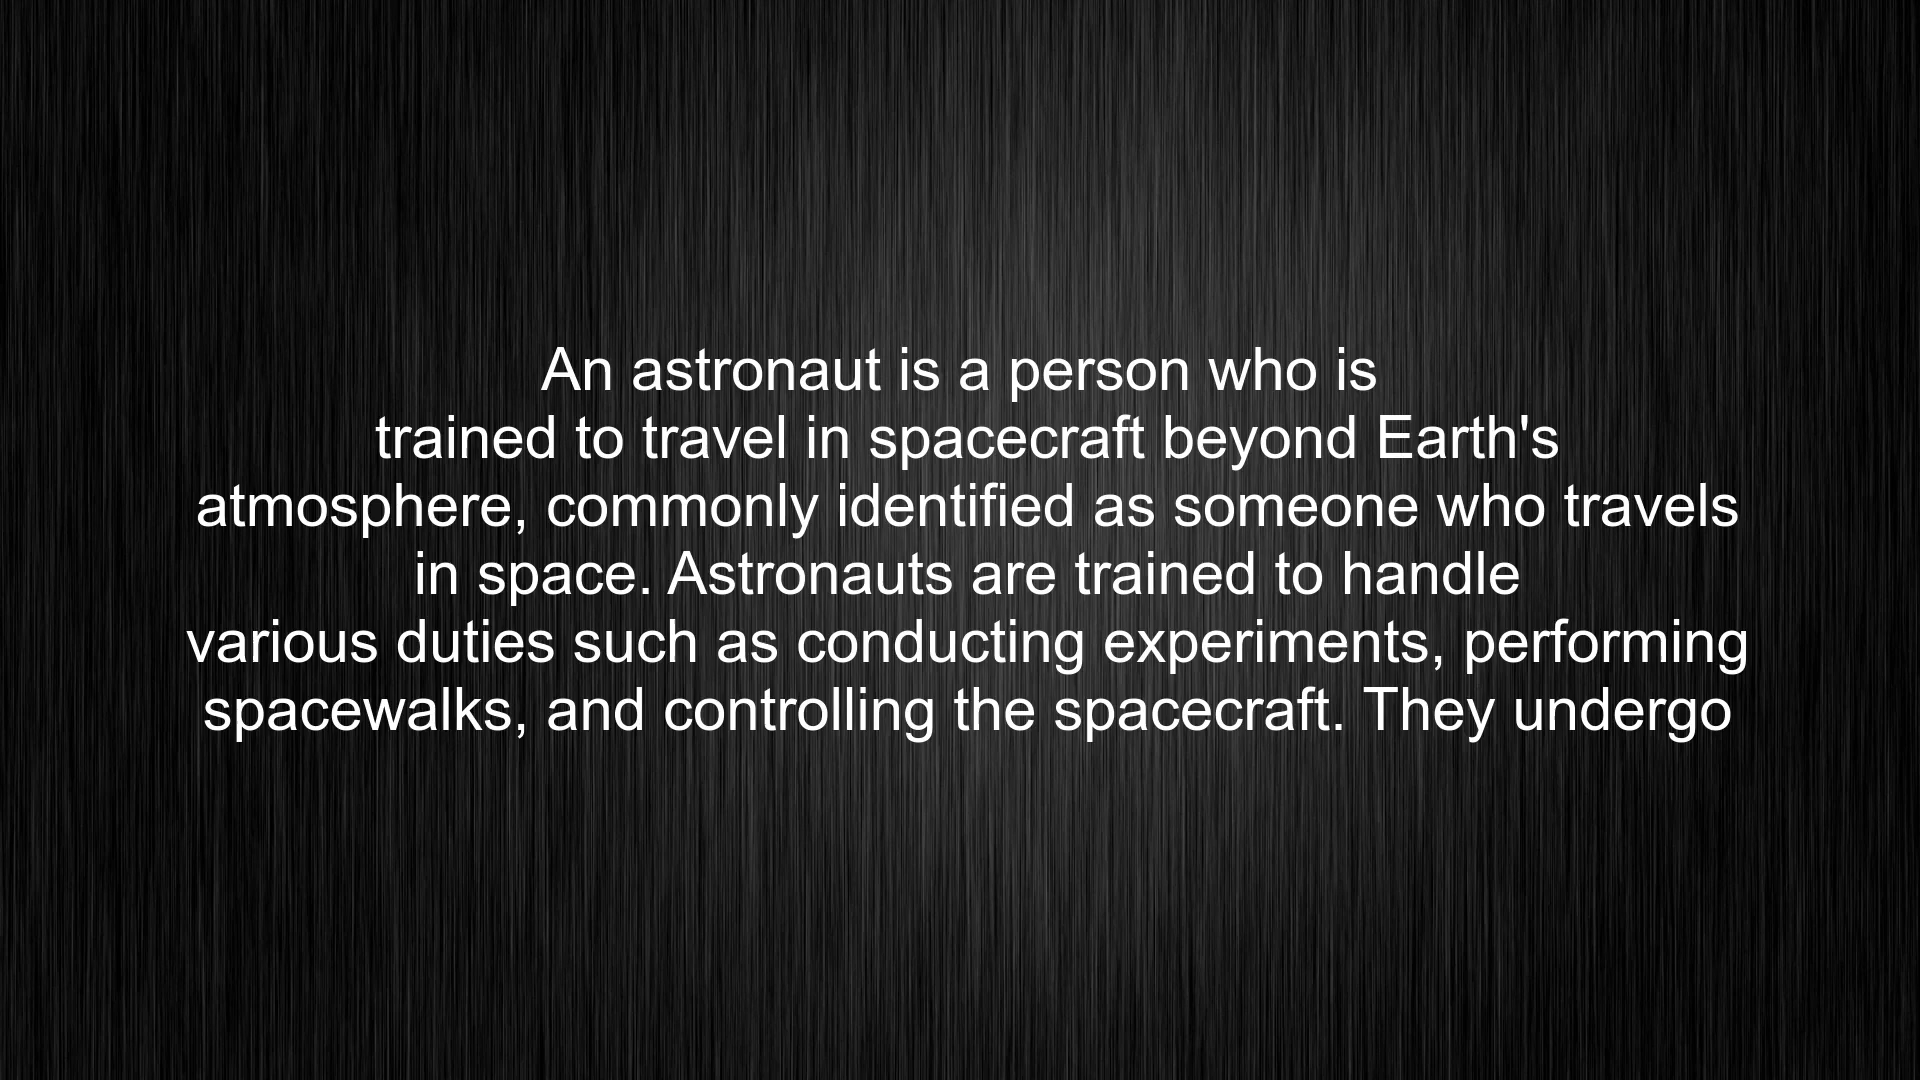 An astronaut is a person who is
trained to travel in spacecraft beyond Earth's
atmosphere, commonly identified as someone who travels
in space. Astronauts are trained to handle
various duties such as conducting experiments, performing
spacewalks, and controlling the spacecraft. They undergo